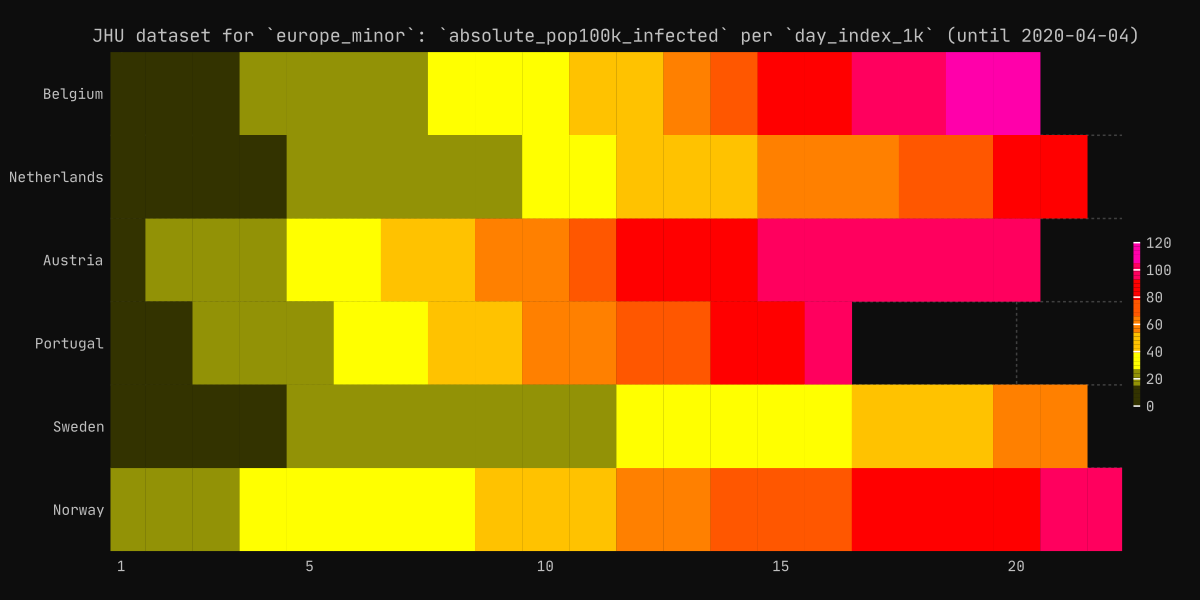 JHU dataset for `europe_minor`: `absolute_pop100k_infected` per `day_index_1k` (until 2020-04-04)
Belgium
Netherlands
Austria
Portugal
Sweden
Norway
1 5 10 15 20
120
100
80
60
40
20
0